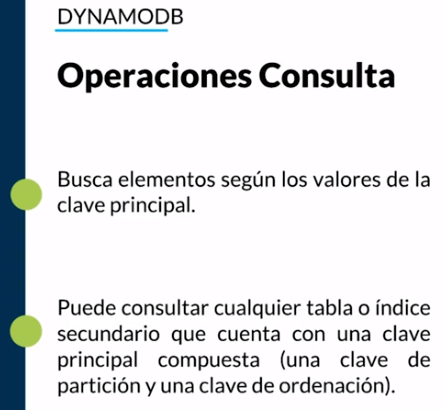 DYNAMODB
Operaciones Consulta
Busca elementos según los valores de la
clave principal.
Puede consultar cualquier tabla o índice
secundario que cuenta con una clave
principal compuesta (una clave de
partición y una clave de ordenación).